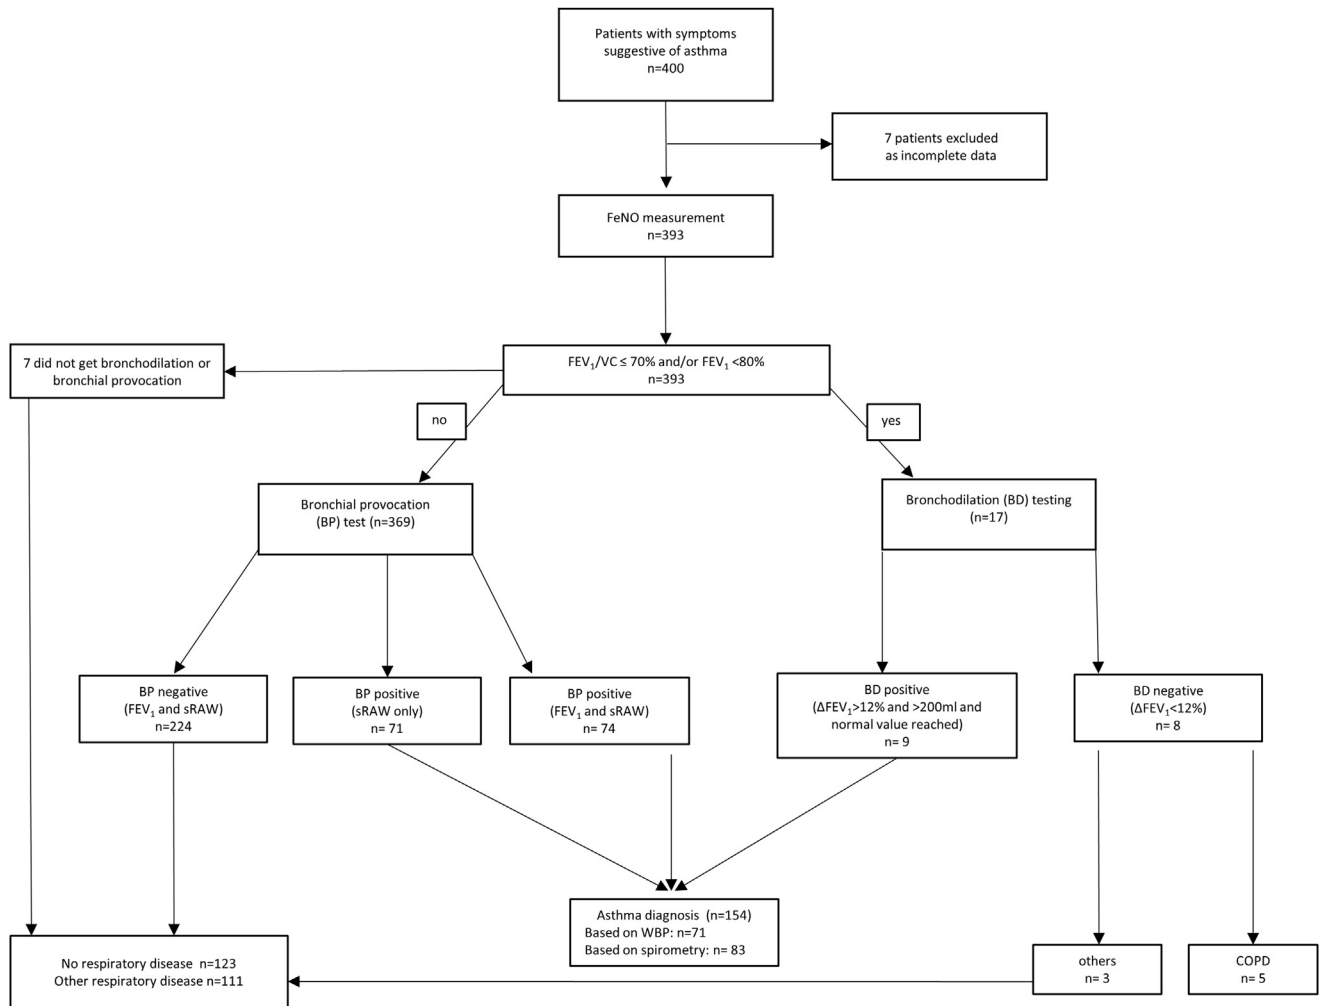 Patients with symptoms
suggestive of asthma
n=400
7 patients excluded
as incomplete data
FeNO measurement
n=393
7 did not get bronchodilation or
bronchial provocation
FEV₁/VC ≤ 70% and/or FEV₁ <80%
n=393
no
yes
Bronchial provocation
(BP) test (n=369)
Bronchodilation (BD) testing
(n=17)
BP negative
(FEV₁ and sRAW)
n=224
BP positive
(sRAW only)
n= 71
BP positive
(FEV₁ and sRAW)
n= 74
BD positive
(ΔFEV₁>12% and >200ml and
normal value reached)
n= 9
BD negative
(ΔFEV₁<12%)
n= 8
Asthma diagnosis (n=154)
Based on WBP: n=71
Based on spirometry: n= 83
No respiratory disease n=123
Other respiratory disease n=111
others
n= 3
COPD
n= 5